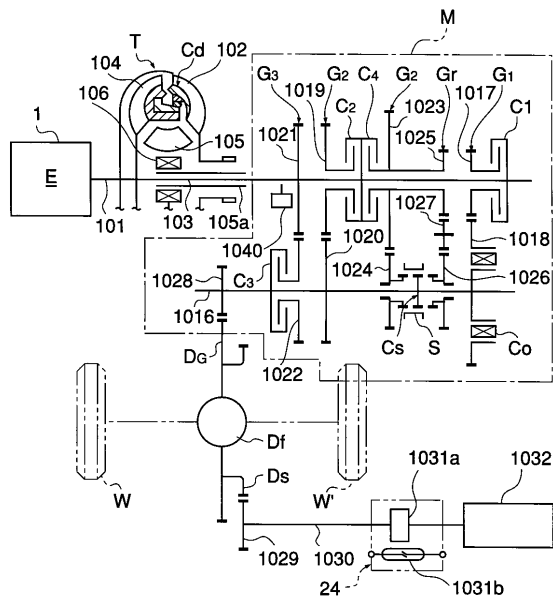 M
T
Cd
102
104
106
1
E
105
101
103
105a
G3
1019
G2
C2
C4
G2
1023
Gr
1017
G1
C1
1021
1025
1027
1018
1040
1020
1028
C3
1024
1026
1016
1022
Cs
S
Co
DG
Df
W
W'
Ds
1031a
1032
1029
1030
24
1031b